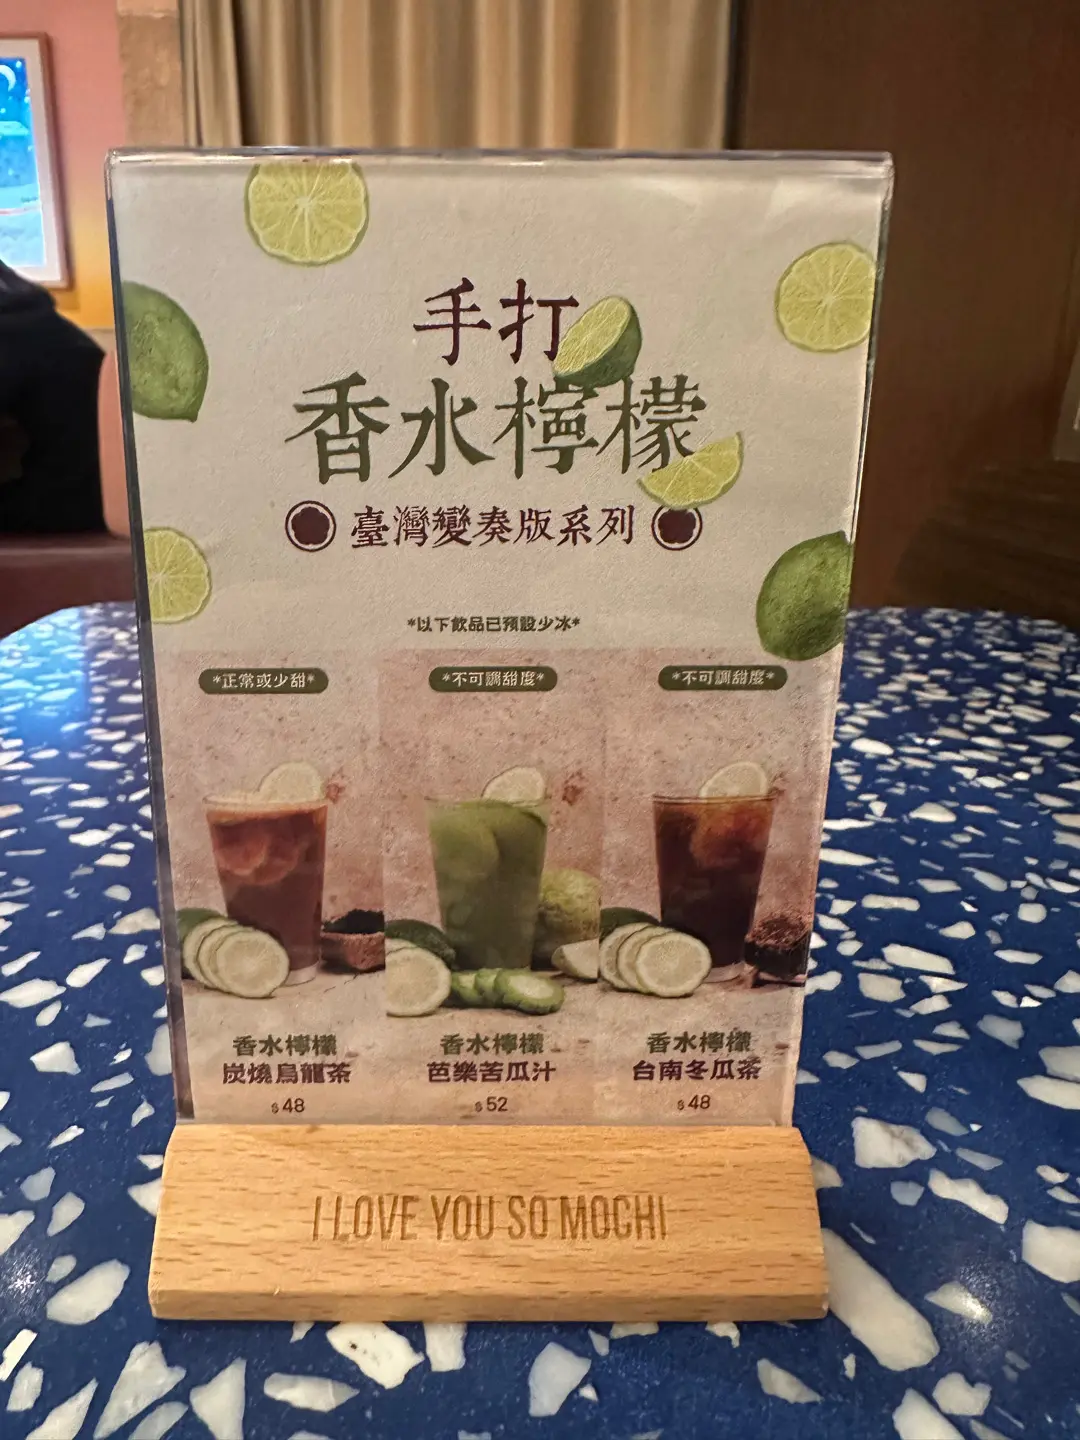 手打
香水檸檬
臺灣變奏版系列
*以下飲品已預設少冰*
*正常或少甜*
*不可調甜度*
*不可調甜度*
香水檸檬
炭燒烏龍茶
$48
香水檸檬
芭樂苦瓜汁
$52
香水檸檬
台南冬瓜茶
$48
I LOVE YOU SO MOCHI